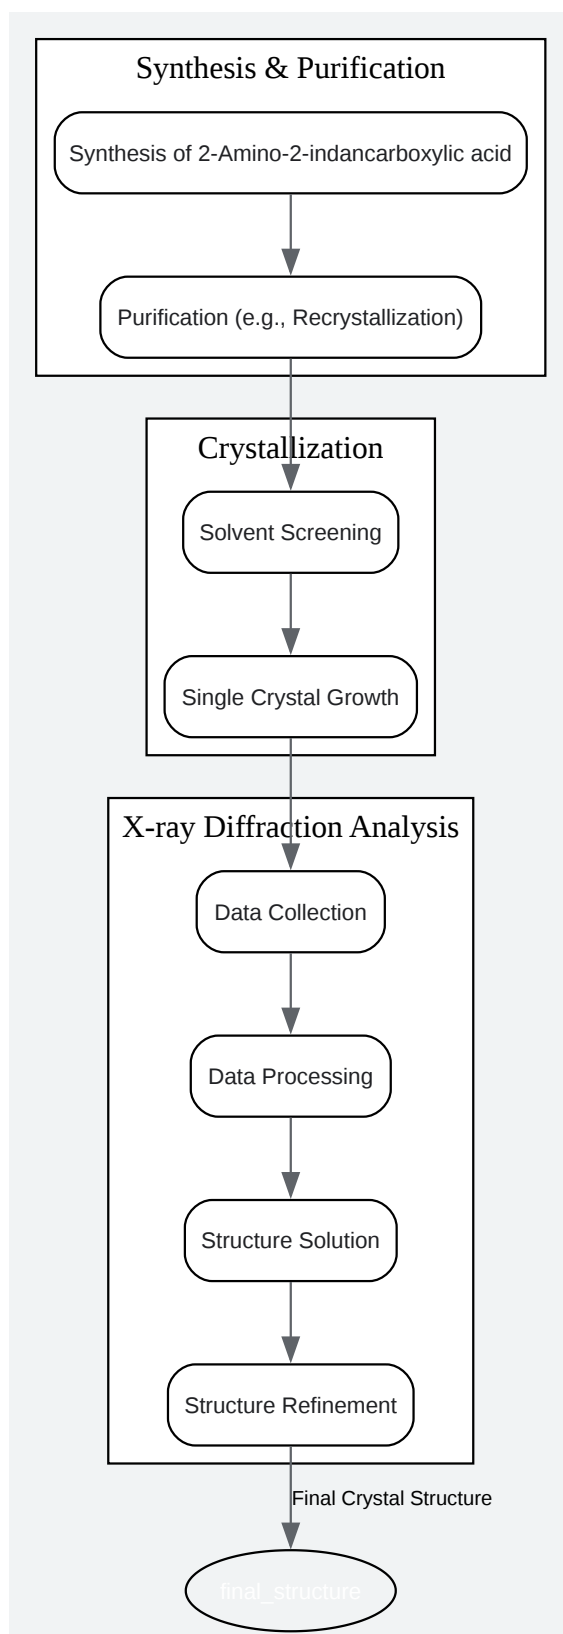 Synthesis & Purification
Synthesis of 2-Amino-2-indancarboxylic acid
Purification (e.g., Recrystallization)
Crystallization
Solvent Screening
Single Crystal Growth
X-ray Diffraction Analysis
Data Collection
Data Processing
Structure Solution
Structure Refinement
Final Crystal Structure
final_structure